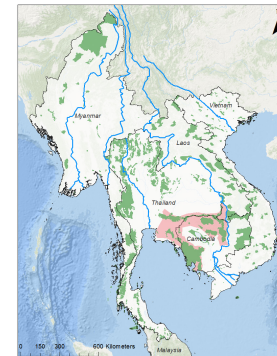 Myanmar
Vietnam
Laos
Thailand
Cambodia
0 150 300 600 Kilometers
Malaysia